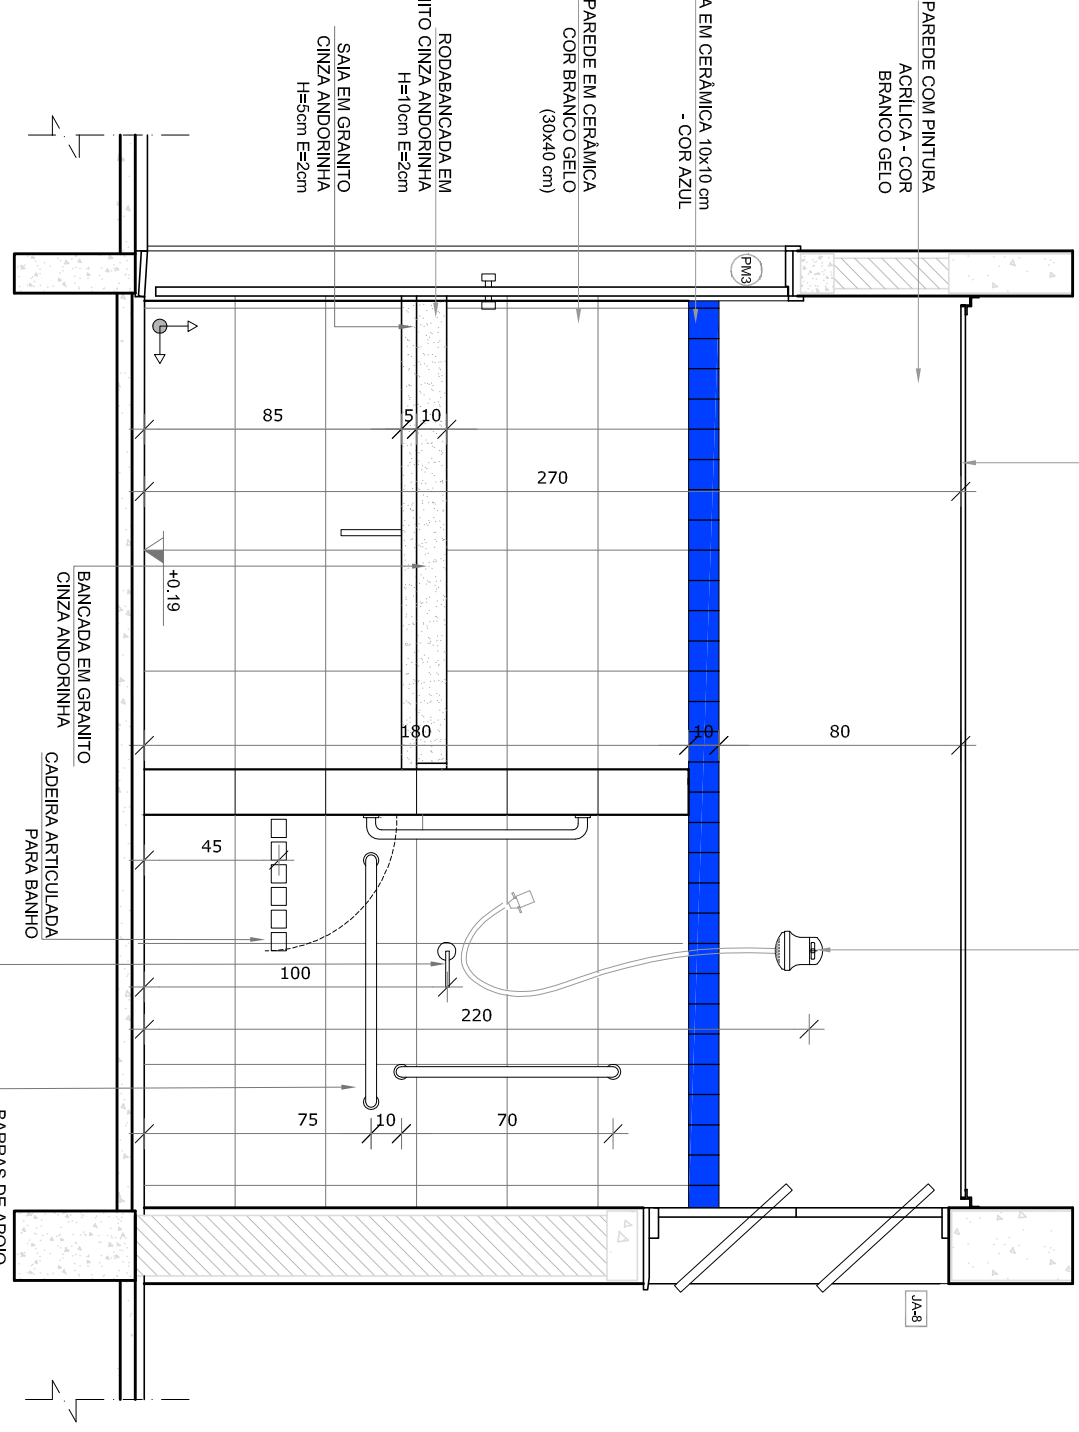 PAREDE COM PINTURA
ACRÍLICA - COR
BRANCO GELO
A EM CERÂMICA 10x10 cm
- COR AZUL
PAREDE EM CERÂMICA
COR BRANCO GELO
(30x40 cm)
RODABANCADA EM
ITO CINZA ANDORINHA
H=10cm E=2cm
SAIA EM GRANITO
CINZA ANDORINHA
H=5cm E=2cm
PM3
85
5
10
270
+0.19
BANCADA EM GRANITO
CINZA ANDORINHA
180
10
80
CADEIRA ARTICULADA
PARA BANHO
45
100
220
75
10
70
BARRAS DE APOIO
JA-8